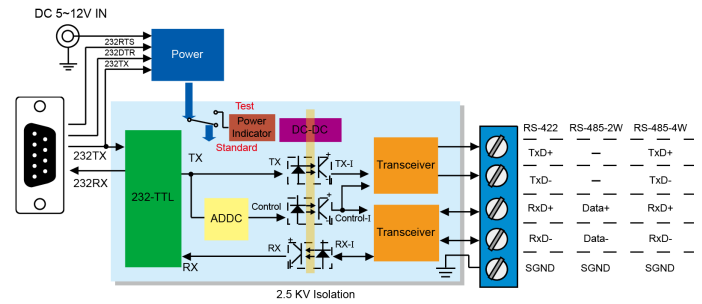 DC 5~12V IN
232RTS
232DTR
232TX
Power
232TX
232RX
232-TTL
TX
RX
ADDC
Test
Power
Indicator
Standard
DC-DC
TX
TX-I
Control
Control-I
RX
RX-I
Transceiver
Transceiver
2.5 KV Isolation
RS-422 RS-485-2W RS-485-4W
TxD+ — TxD+
TxD- — TxD-
RxD+ Data+ RxD+
RxD- Data- RxD-
SGND SGND SGND